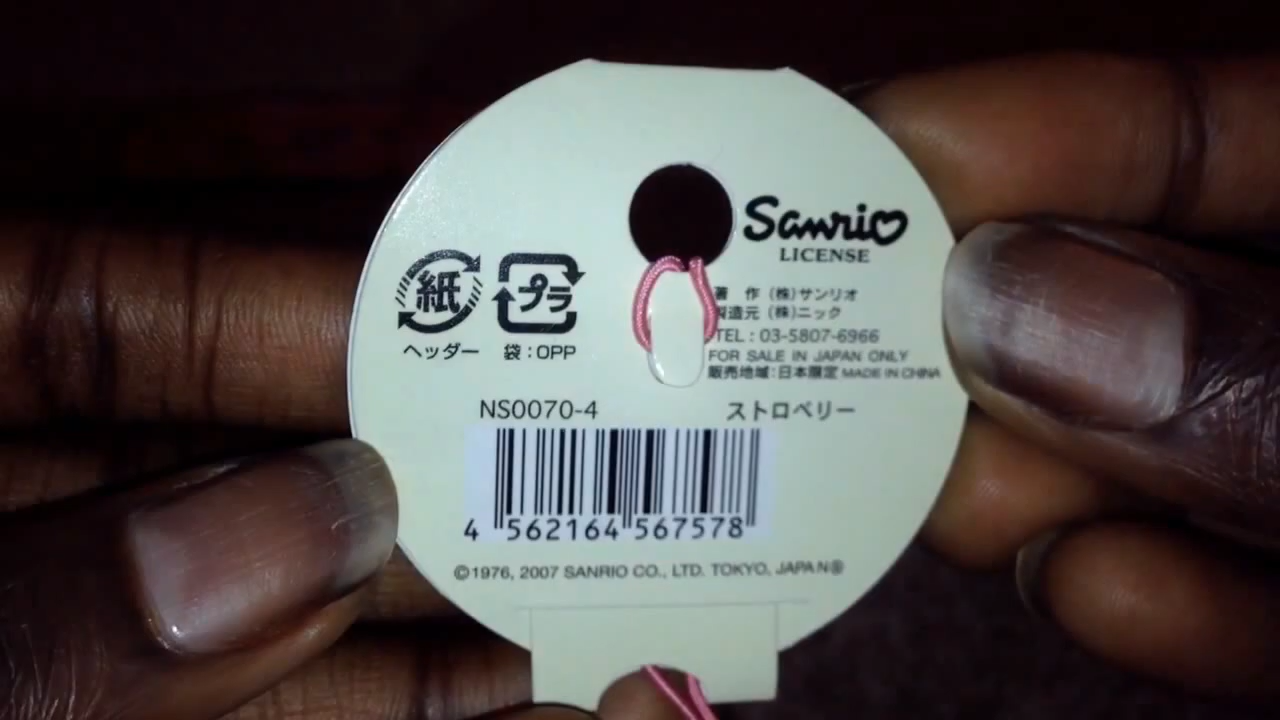 Sanrio
LICENSE
紙
プラ
ヘッダー
袋:OPP
著 作 (株)サンリオ
製造元 (株)ニック
TEL:03-5807-6966
FOR SALE IN JAPAN ONLY
販売地域:日本限定 MADE IN CHINA
NS0070-4
ストロベリー
4 562164 567578
©1976, 2007 SANRIO CO., LTD. TOKYO, JAPAN®